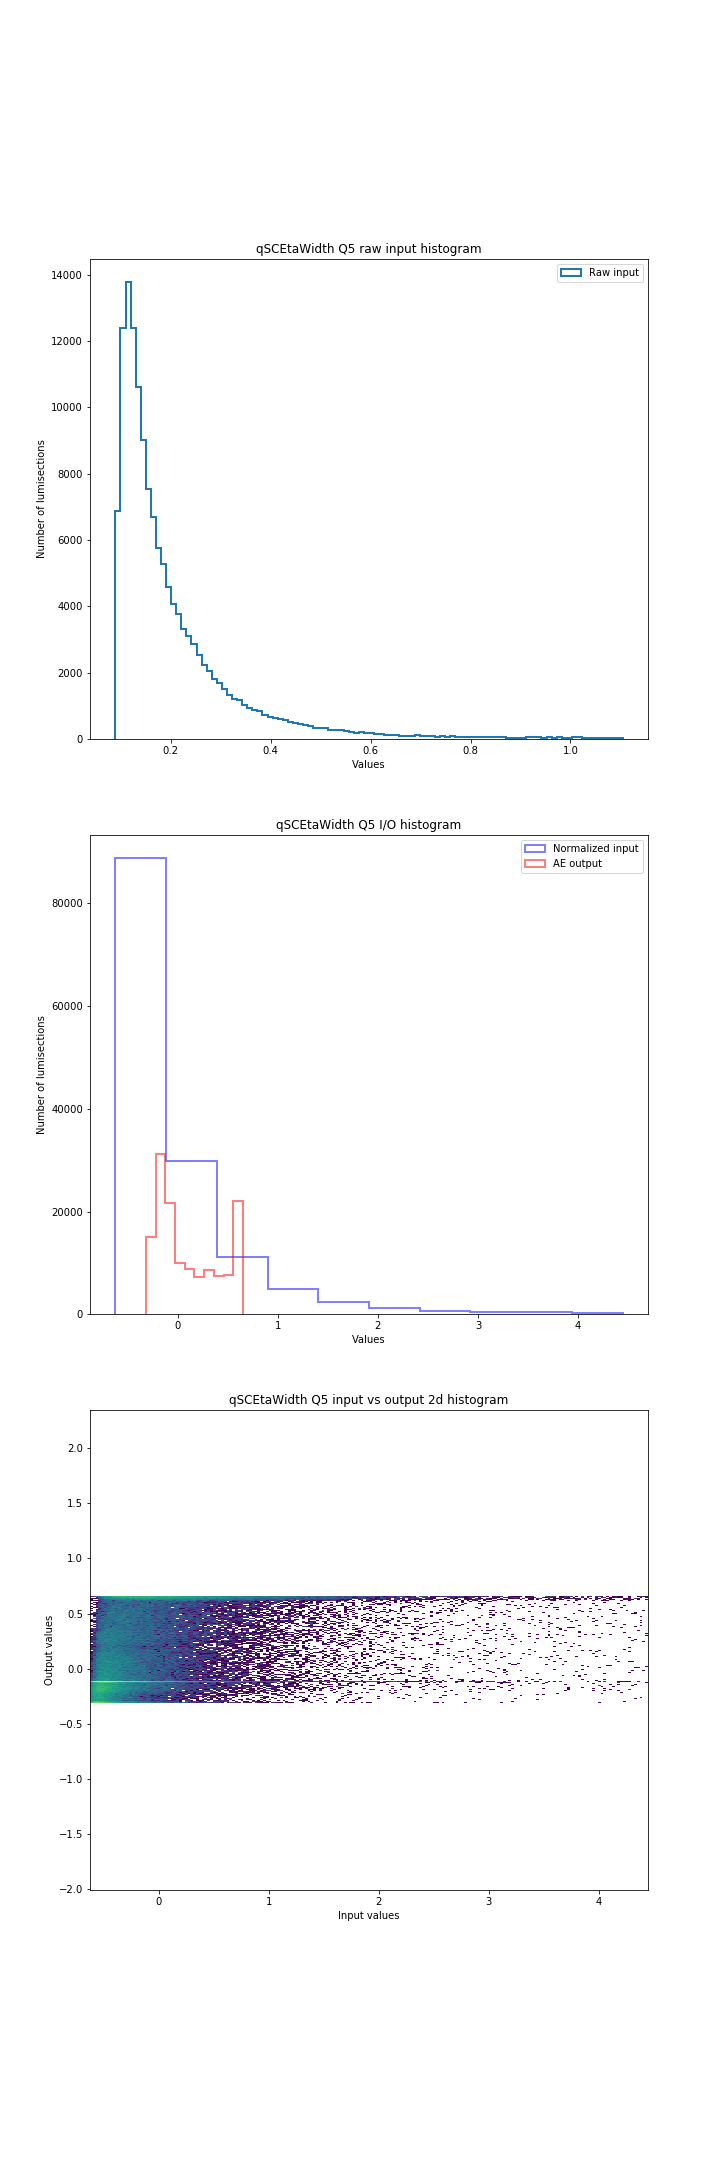 qSCEtaWidth Q5 raw input histogram
Raw input
14000
12000
10000
8000
6000
4000
2000
0
Number of lumisections
0.2 0.4 0.6 0.8 1.0
Values
qSCEtaWidth Q5 I/O histogram
Normalized input
AE output
80000
60000
40000
20000
0
Number of lumisections
0 1 2 3 4
Values
qSCEtaWidth Q5 input vs output 2d histogram
2.0
1.5
1.0
0.5
0.0
−0.5
−1.0
−1.5
−2.0
Output values
0 1 2 3 4
Input values